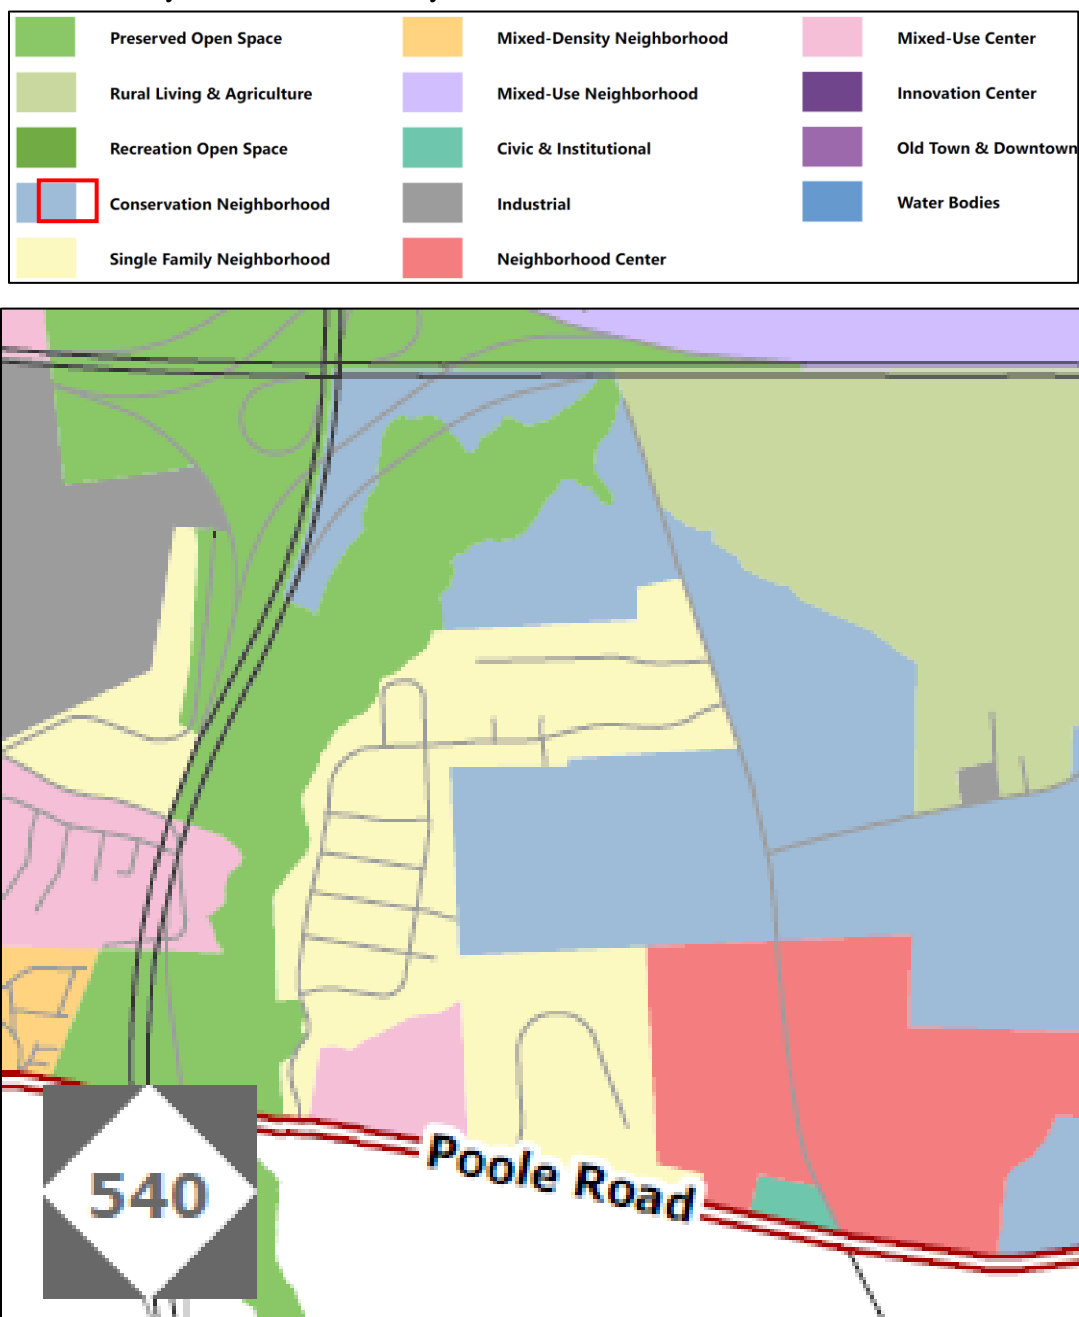 Preserved Open Space
Mixed-Density Neighborhood
Mixed-Use Center
Rural Living & Agriculture
Mixed-Use Neighborhood
Innovation Center
Recreation Open Space
Civic & Institutional
Old Town & Downtown
Conservation Neighborhood
Industrial
Water Bodies
Single Family Neighborhood
Neighborhood Center
Poole Road
540